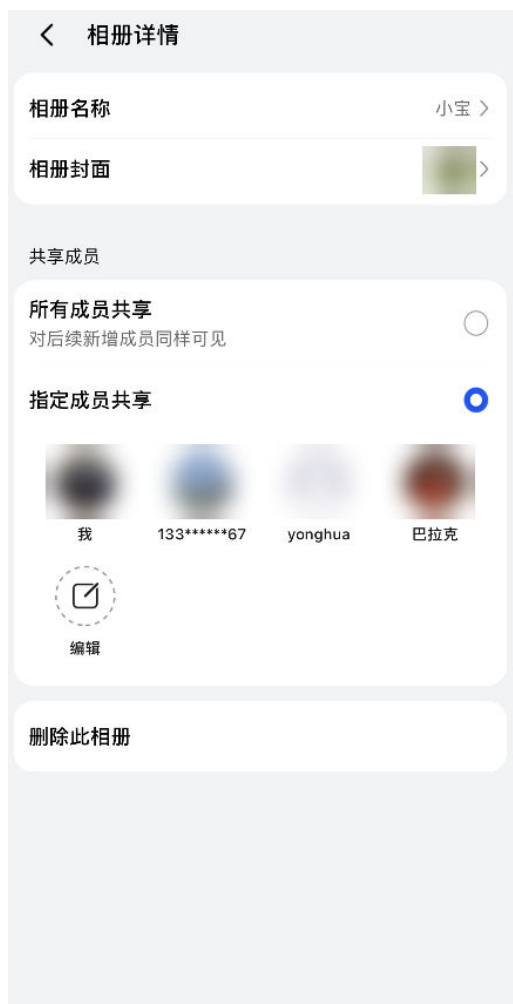 相册详情
相册名称 小宝
相册封面
共享成员
所有成员共享
对后续新增成员同样可见
指定成员共享
我 133******67 yonghua 巴拉克
编辑
删除此相册